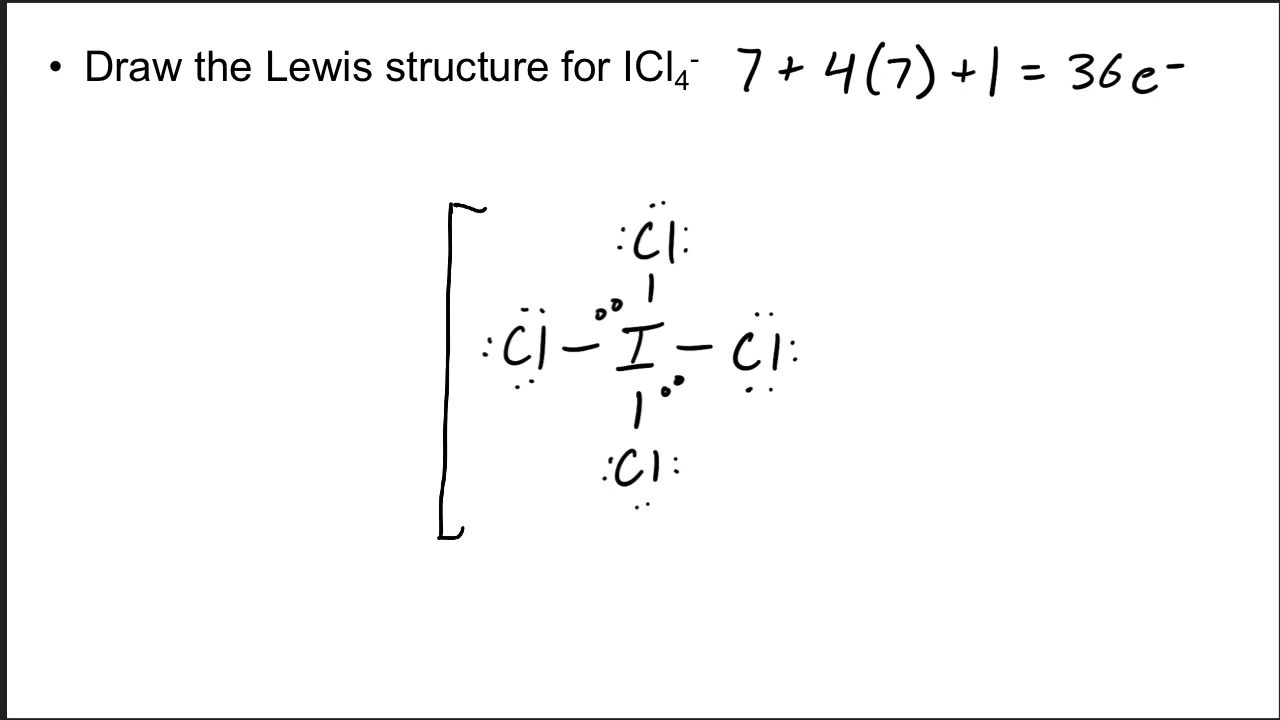 • Draw the Lewis structure for ICl₄⁻ 7 + 4(7) + 1 = 36e⁻
:Cl:
:Cl – I – Cl:
:Cl: